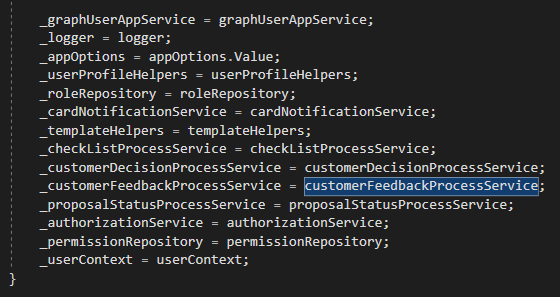 _graphUserAppService = graphUserAppService;
_logger = logger;
_appOptions = appOptions.Value;
_userProfileHelpers = userProfileHelpers;
_roleRepository = roleRepository;
_cardNotificationService = cardNotificationService;
_templateHelpers = templateHelpers;
_checkListProcessService = checkListProcessService;
_customerDecisionProcessService = customerDecisionProcessService;
_customerFeedbackProcessService = customerFeedbackProcessService;
_proposalStatusProcessService = proposalStatusProcessService;
_authorizationService = authorizationService;
_permissionRepository = permissionRepository;
_userContext = userContext;
}